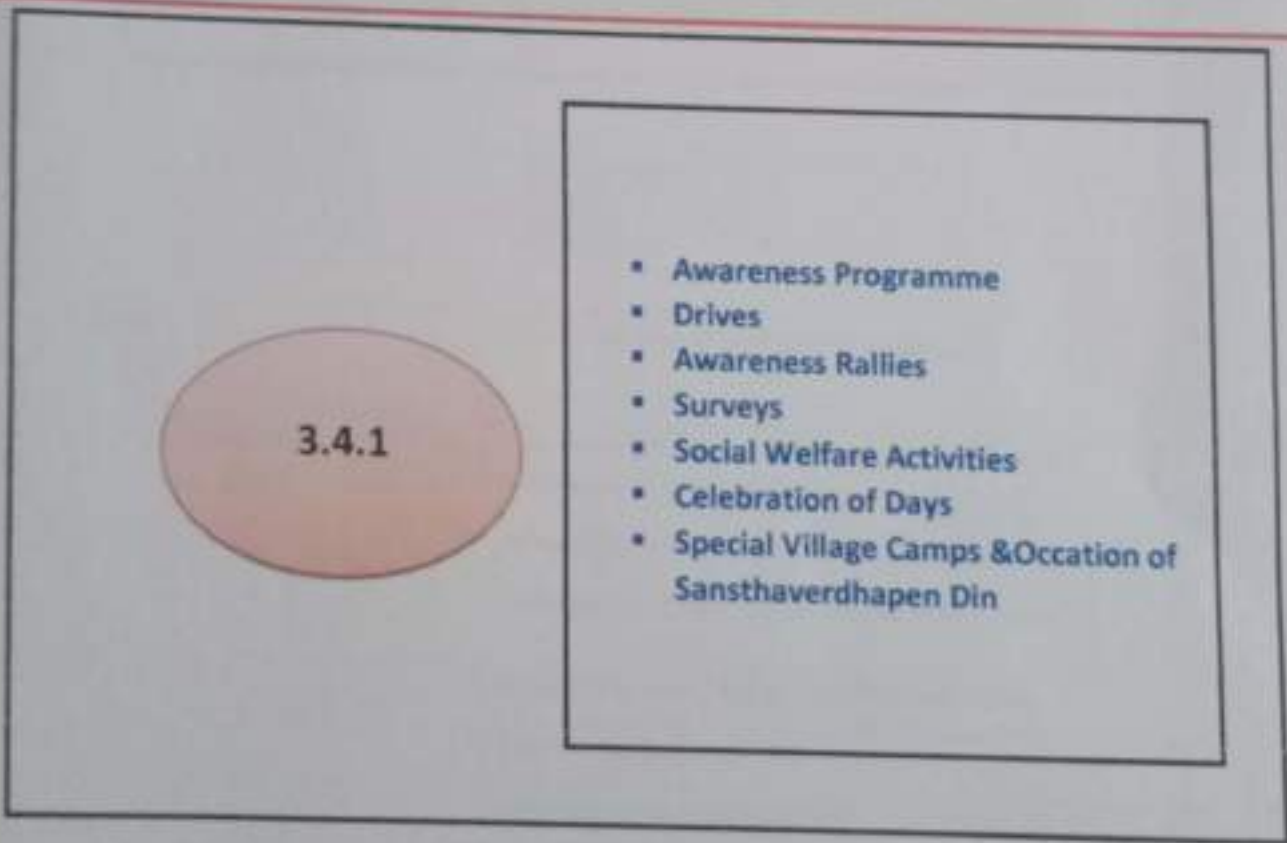 3.4.1
▪ Awareness Programme
▪ Drives
▪ Awareness Rallies
▪ Surveys
▪ Social Welfare Activities
▪ Celebration of Days
▪ Special Village Camps &Occation of
Sansthaverdhapen Din